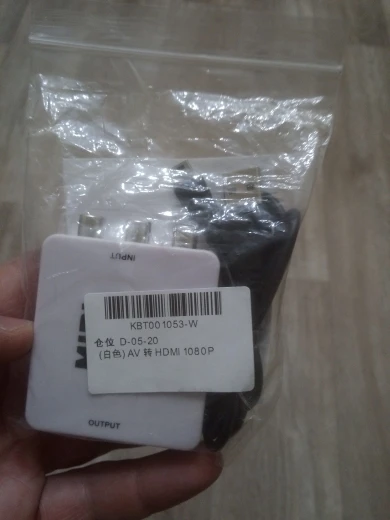 INPUT
KBT001053-W
仓位 D-05-20
(白色) AV 转 HDMI 1080P
OUTPUT